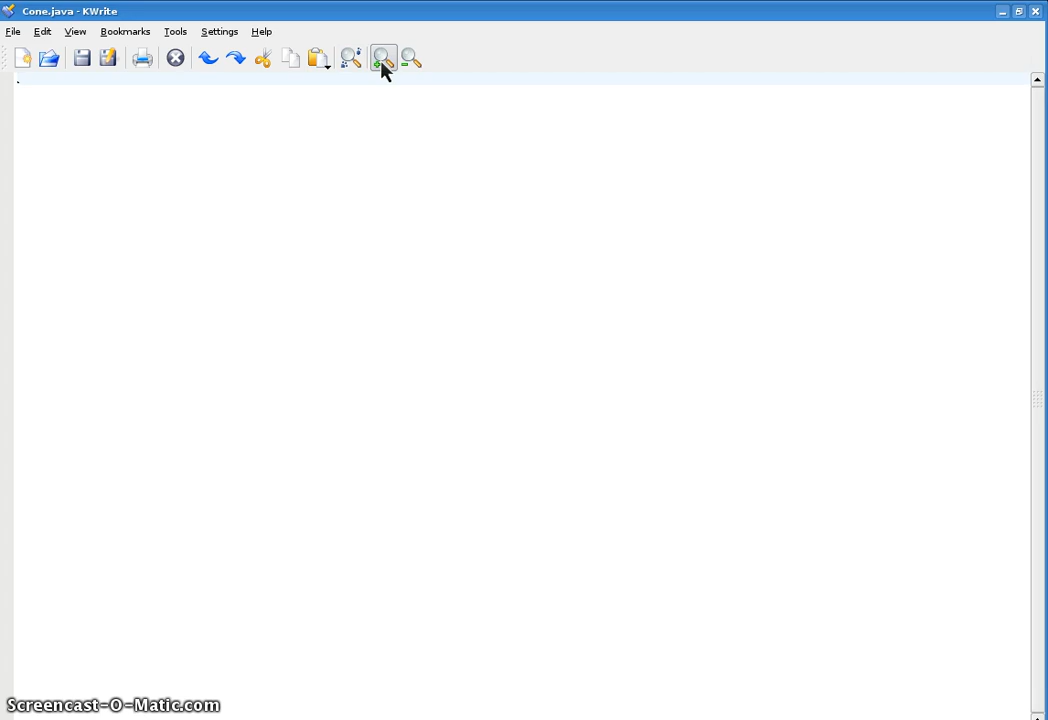 Cone.java - KWrite
File Edit View Bookmarks Tools Settings Help
Screencast-O-Matic.com